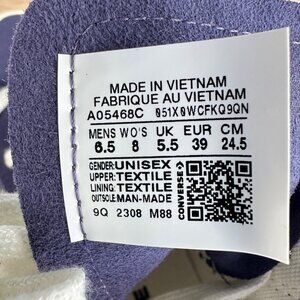 MADE IN VIETNAM
FABRIQUE AU VIETNAM
A05468C 051X0WCFKQ9QN
MENS WO'S UK EUR CM
6.5 8 5.5 39 24.5
GENDER:UNISEX
UPPER:TEXTILE
LINING:TEXTILE
OUTSOLE:MAN-MADE
9Q 2308 M88
CONVERSE